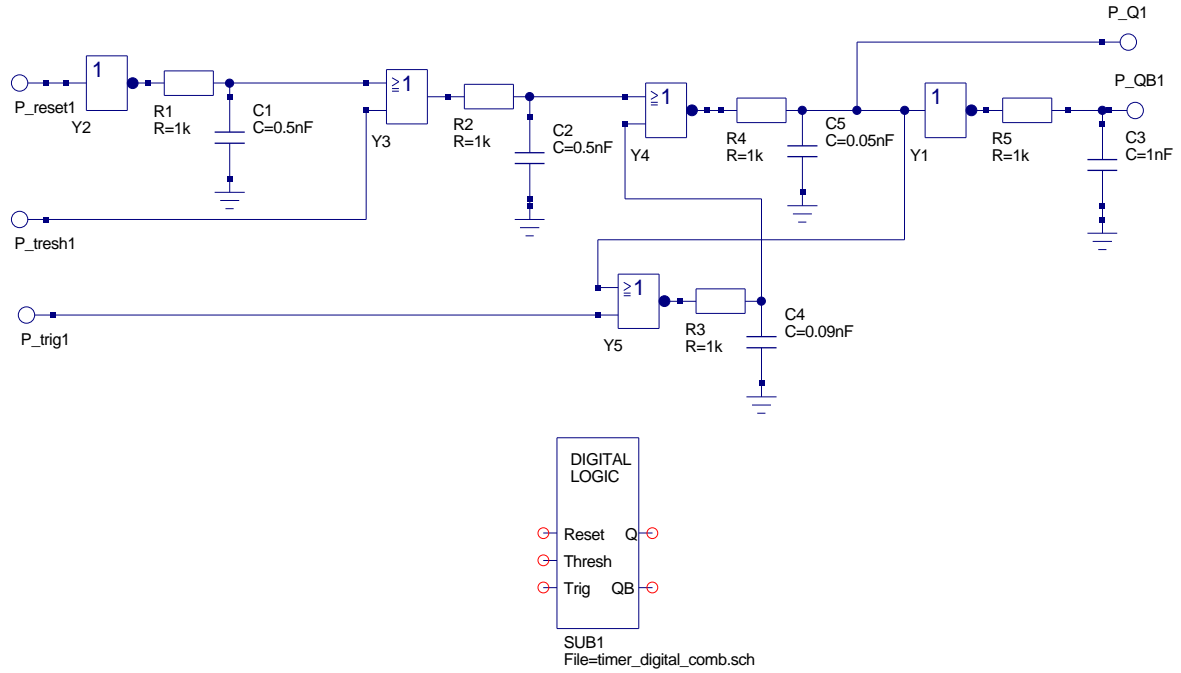 P_Q1
P_reset1
1
Y2
R1
R=1k
C1
C=0.5nF
≥1
Y3
R2
R=1k
C2
C=0.5nF
≥1
Y4
R4
R=1k
C5
C=0.05nF
1
Y1
R5
R=1k
P_QB1
C3
C=1nF
P_tresh1
P_trig1
≥1
Y5
R3
R=1k
C4
C=0.09nF
DIGITAL
LOGIC
Reset Q
Thresh
Trig QB
SUB1
File=timer_digital_comb.sch